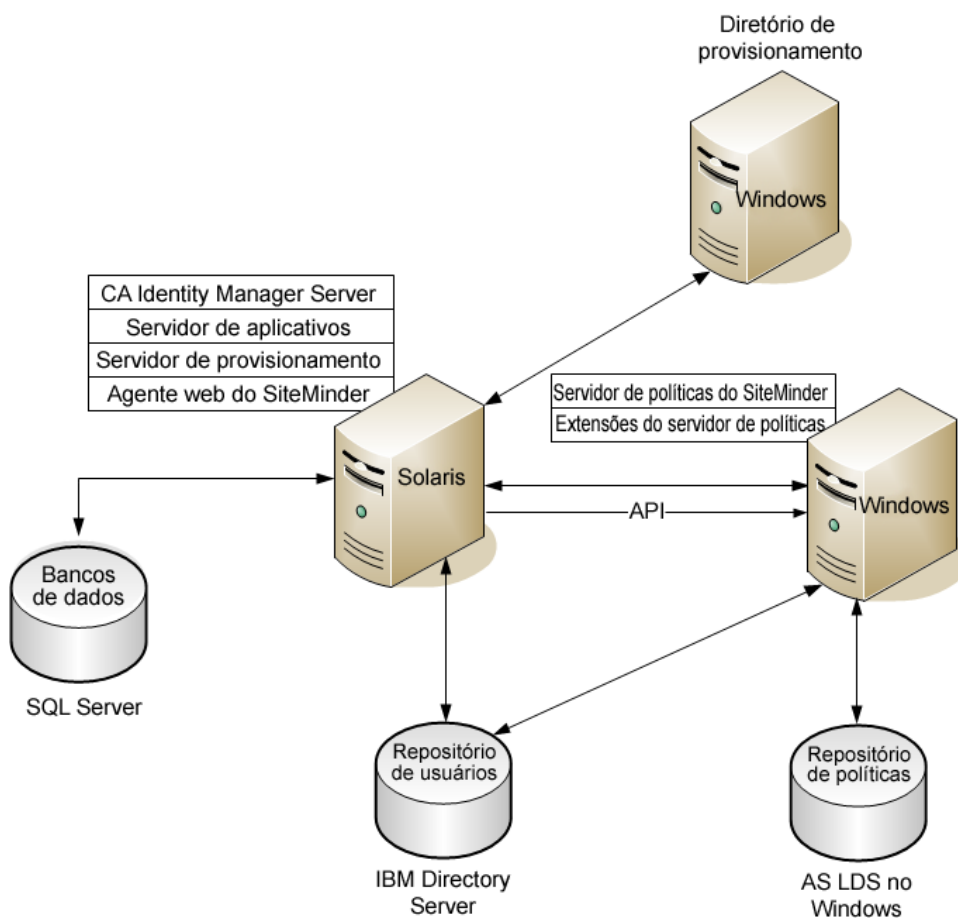 Diretório de
provisionamento
Windows
CA Identity Manager Server
Servidor de aplicativos
Servidor de provisionamento
Agente web do SiteMinder
Servidor de políticas do SiteMinder
Extensões do servidor de políticas
Solaris
Windows
API
Bancos
de dados
SQL Server
Repositório
de usuários
IBM Directory
Server
Repositório
de políticas
AS LDS no
Windows